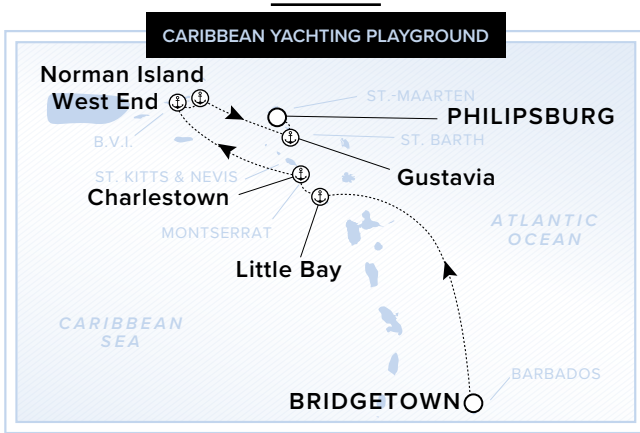 CARIBBEAN YACHTING PLAYGROUND
Norman Island
West End
ST.-MAARTEN
PHILIPSBURG
B.V.I.
ST. BARTH
ST. KITTS & NEVIS
Gustavia
Charlestown
MONTSERRAT
ATLANTIC
OCEAN
Little Bay
CARIBBEAN
SEA
BARBADOS
BRIDGETOWN